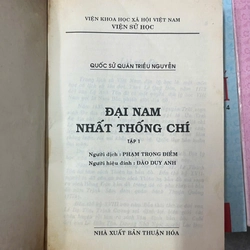 VIỆN KHOA HỌC XÃ HỘI VIỆT NAM
VIỆN SỬ HỌC
QUỐC SỬ QUÁN TRIỀU NGUYỄN
ĐẠI NAM
NHẤT THỐNG CHÍ
TẬP 1
Người dịch : PHẠM TRỌNG ĐIỀM
Người hiệu đính : ĐÀO DUY ANH
NHÀ XUẤT BẢN THUẬN HÓA